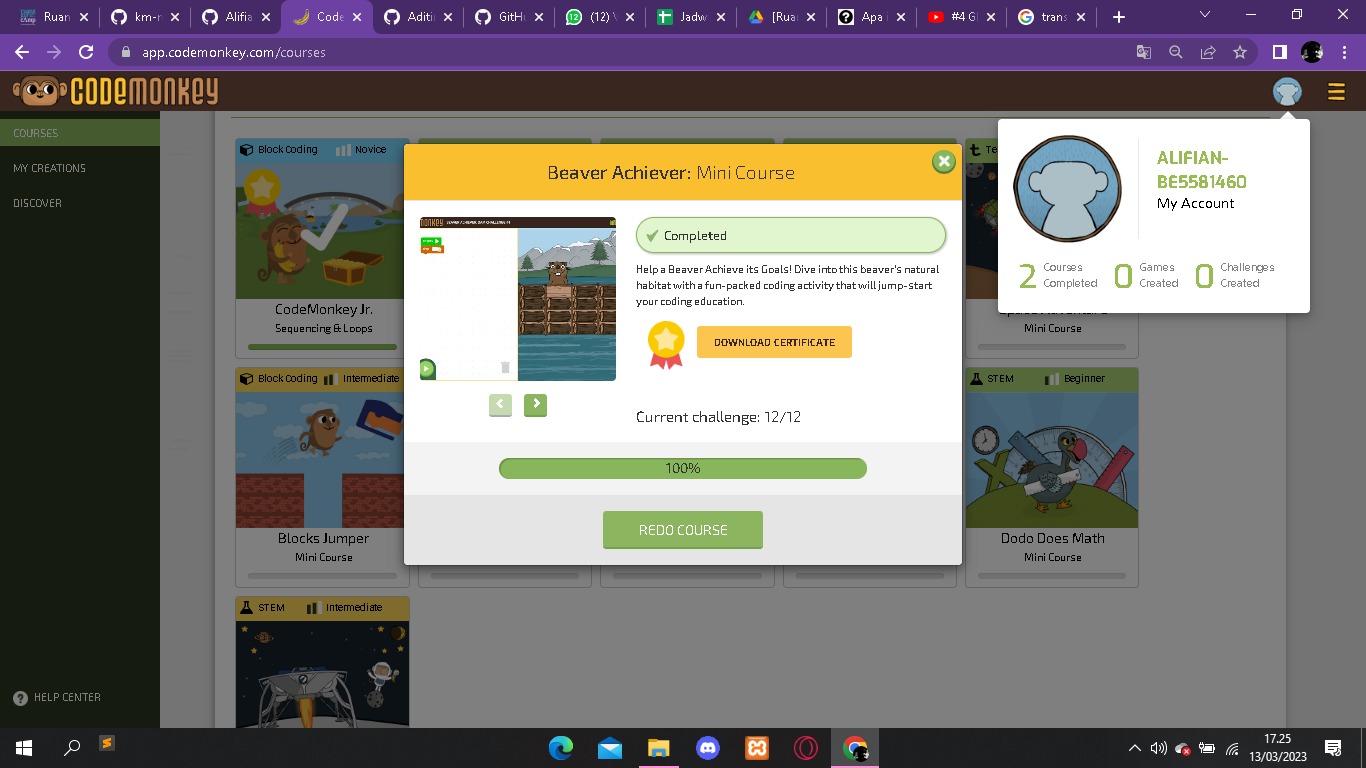 Ruan
km-r
Alifia
Code
Aditin
GitHu
(12) V
Jadw
[Rua
Apa i
#4 Gl
trans
app.codemonkey.com/courses
CODEMONKEY
COURSES
MY CREATIONS
DISCOVER
HELP CENTER
Block Coding
Novice
CodeMonkey Jr.
Sequencing & Loops
Te
Mini Course
Block Coding
Intermediate
Blocks Jumper
Mini Course
STEM
Beginner
Dodo Does Math
Mini Course
STEM
Intermediate
Beaver Achiever: Mini Course
Completed
Help a Beaver Achieve its Goals! Dive into this beaver's natural
habitat with a fun-packed coding activity that will jump-start
your coding education.
DOWNLOAD CERTIFICATE
Current challenge: 12/12
100%
REDO COURSE
ALIFIAN-
BE5581460
My Account
2 Courses
Completed
0 Games
Created
0 Challenges
Created
17.25
13/03/2023